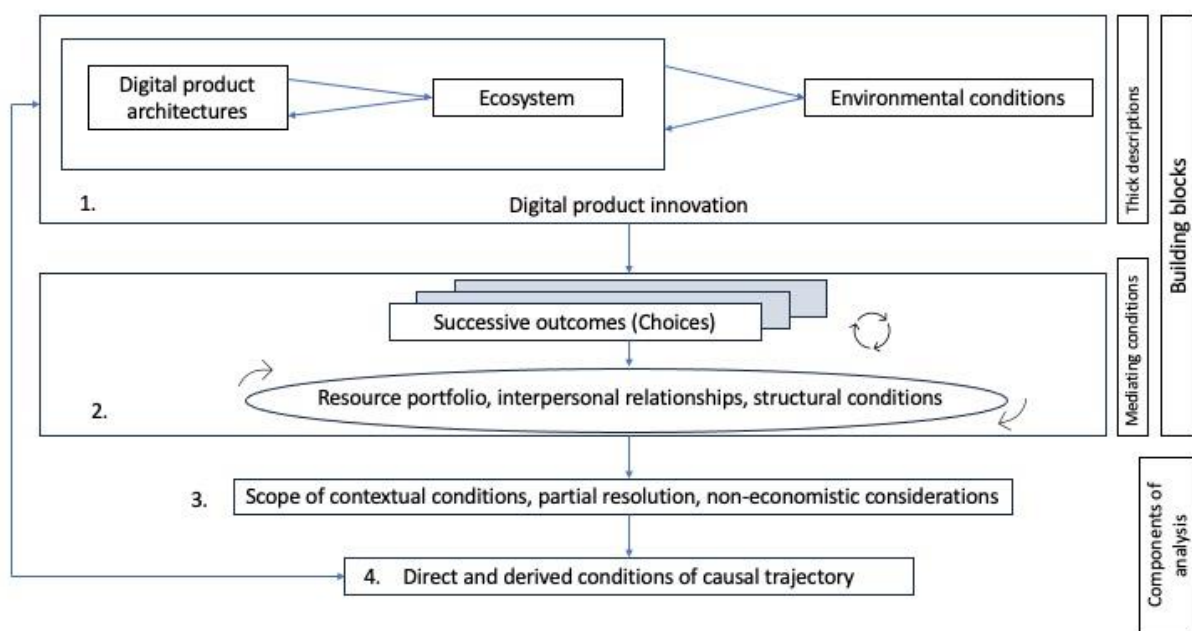 Digital product
architectures
Ecosystem
Environmental conditions
1.
Digital product innovation
Thick descriptions
Building blocks
Successive outcomes (Choices)
Resource portfolio, interpersonal relationships, structural conditions
2.
Mediating conditions
3.
Scope of contextual conditions, partial resolution, non-economistic considerations
4. Direct and derived conditions of causal trajectory
Components of
analysis